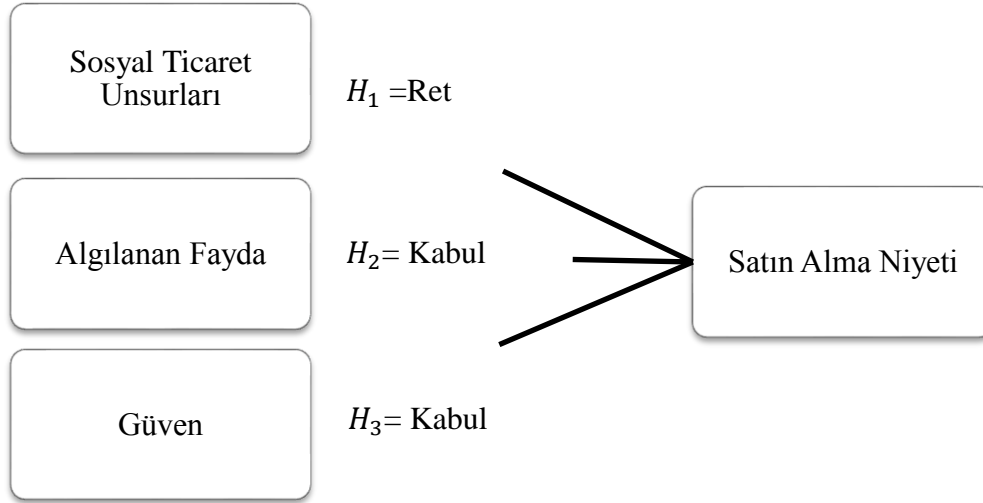 Sosyal Ticaret
Unsurları
H₁ =Ret
Algılanan Fayda
H₂= Kabul
Satın Alma Niyeti
Güven
H₃= Kabul